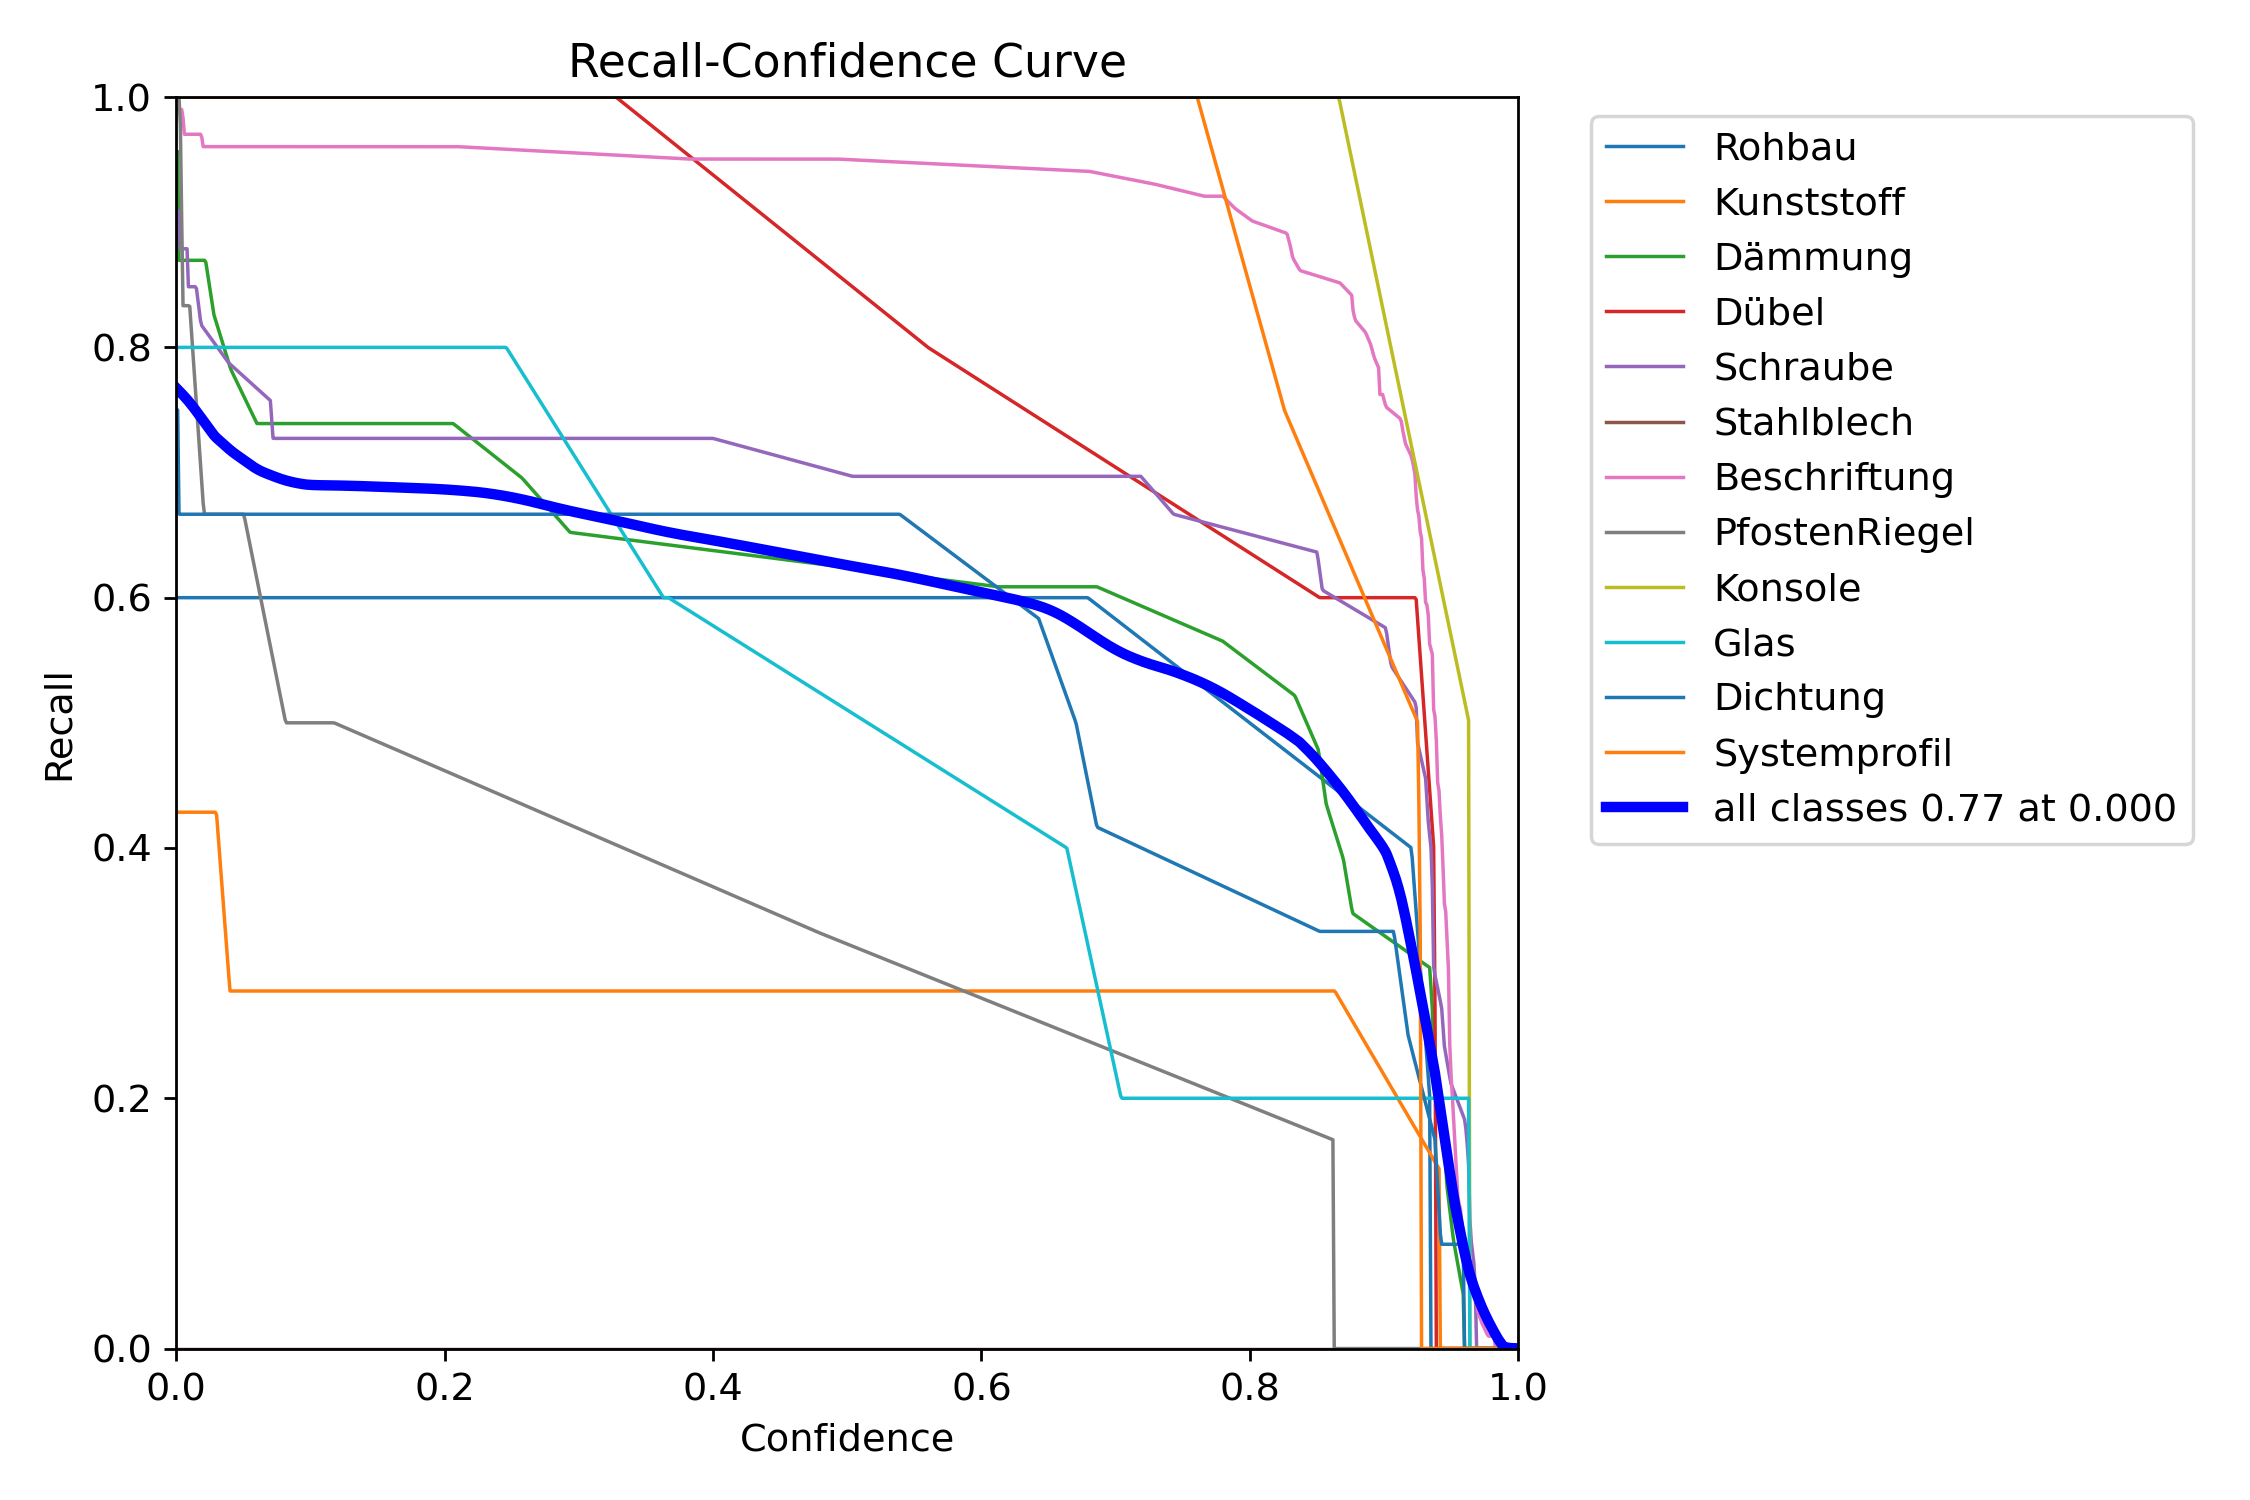 Recall-Confidence Curve
1.0
0.8
0.6
0.4
0.2
0.0
Recall
0.0 0.2 0.4 0.6 0.8 1.0
Confidence
Rohbau
Kunststoff
Dämmung
Dübel
Schraube
Stahlblech
Beschriftung
PfostenRiegel
Konsole
Glas
Dichtung
Systemprofil
all classes 0.77 at 0.000